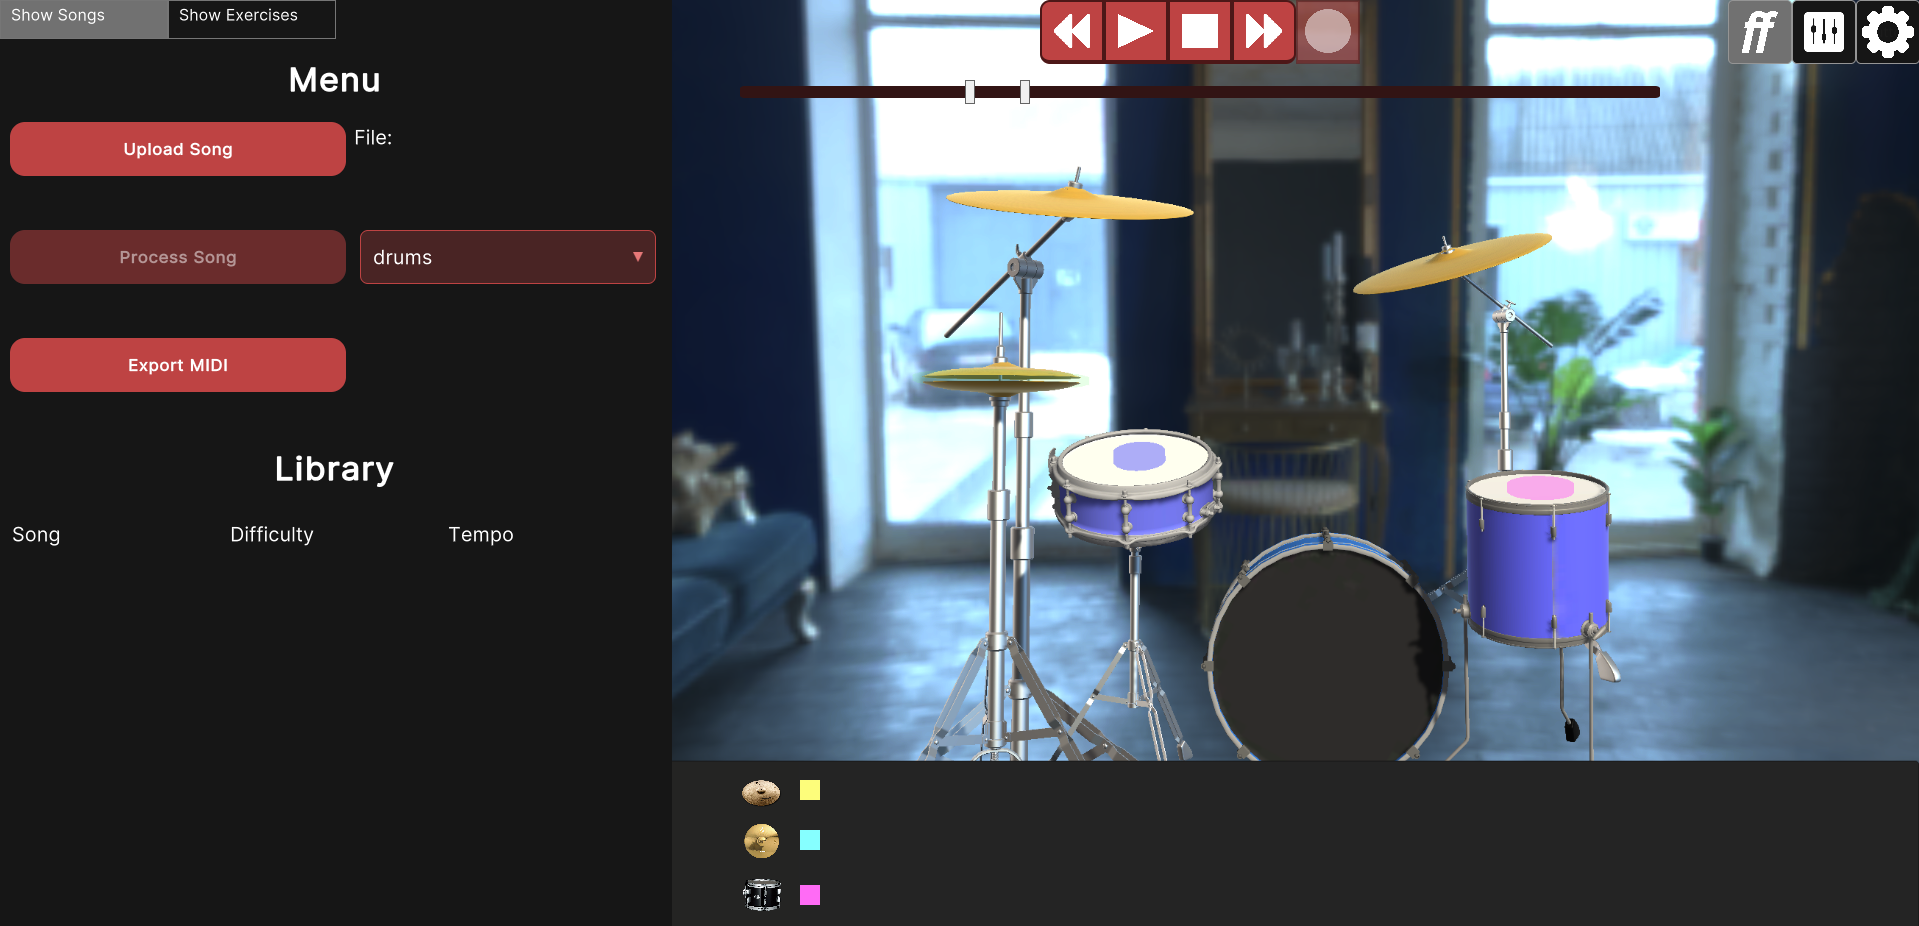 Show Songs
Show Exercises
ff
Menu
Upload Song
File:
Process Song
drums
Export MIDI
Library
Song Difficulty Tempo